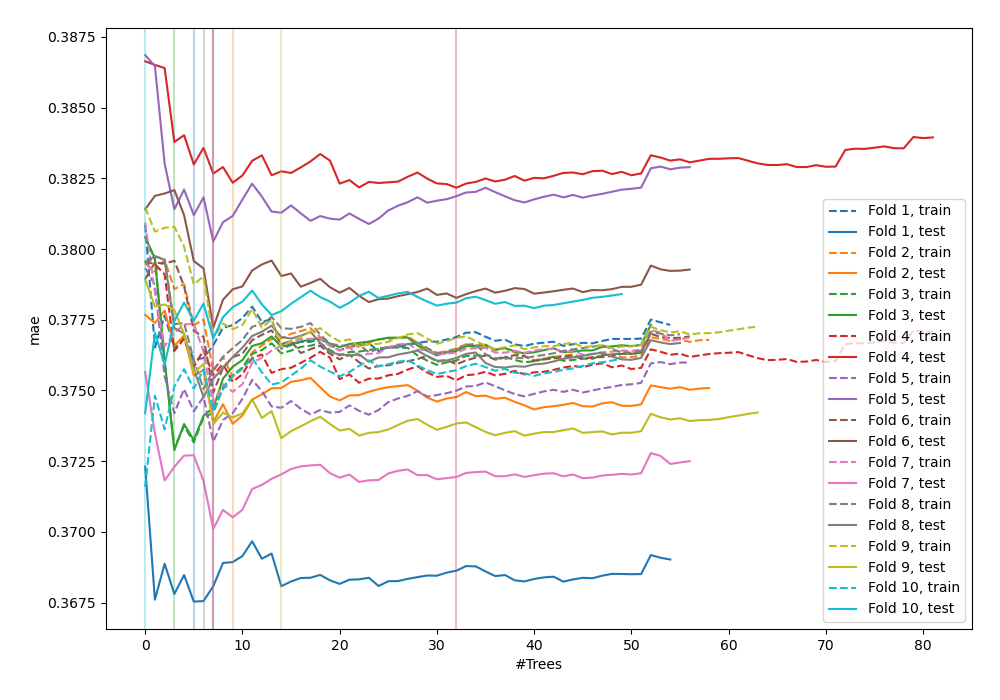 0.3875
0.3850
0.3825
0.3800
0.3775
0.3750
0.3725
0.3700
0.3675
mae
0 10 20 30 40 50 60 70 80
#Trees
Fold 1, train
Fold 1, test
Fold 2, train
Fold 2, test
Fold 3, train
Fold 3, test
Fold 4, train
Fold 4, test
Fold 5, train
Fold 5, test
Fold 6, train
Fold 6, test
Fold 7, train
Fold 7, test
Fold 8, train
Fold 8, test
Fold 9, train
Fold 9, test
Fold 10, train
Fold 10, test